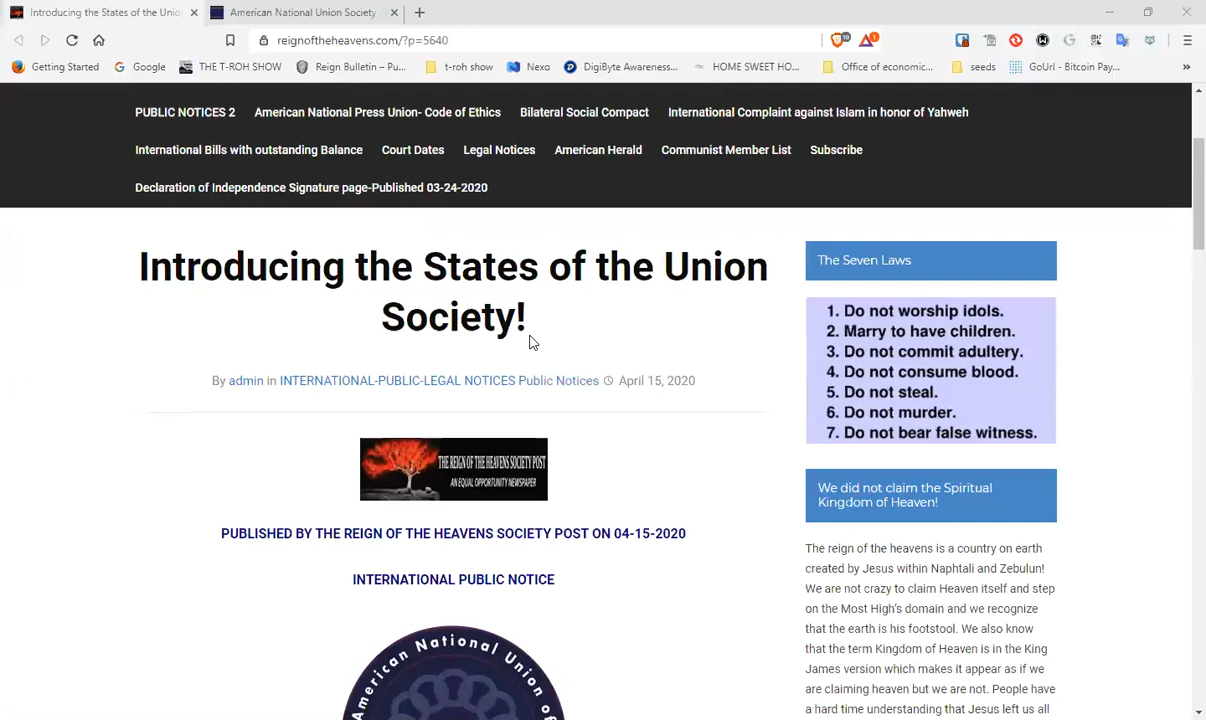 Introducing the States of the Unio
American National Union Society
reignoftheheavens.com/?p=5640
Getting Started
Google
THE T-ROH SHOW
Reign Bulletin – Pu...
t-roh show
Nexo
DigiByte Awareness...
HOME SWEET HO...
Office of economic...
seeds
GoUrl - Bitcoin Pay...
PUBLIC NOTICES 2 American National Press Union- Code of Ethics Bilateral Social Compact International Complaint against Islam in honor of Yahweh
International Bills with outstanding Balance Court Dates Legal Notices American Herald Communist Member List Subscribe
Declaration of Independence Signature page-Published 03-24-2020
Introducing the States of the Union
Society!
By admin in INTERNATIONAL-PUBLIC-LEGAL NOTICES Public Notices April 15, 2020
THE REIGN OF THE HEAVENS SOCIETY POST
AN EQUAL OPPORTUNITY NEWSPAPER
PUBLISHED BY THE REIGN OF THE HEAVENS SOCIETY POST ON 04-15-2020
INTERNATIONAL PUBLIC NOTICE
American National Union of
The Seven Laws
1. Do not worship idols.
2. Marry to have children.
3. Do not commit adultery.
4. Do not consume blood.
5. Do not steal.
6. Do not murder.
7. Do not bear false witness.
We did not claim the Spiritual
Kingdom of Heaven!
The reign of the heavens is a country on earth
created by Jesus within Naphtali and Zebulun!
We are not crazy to claim Heaven itself and step
on the Most High's domain and we recognize
that the earth is his footstool. We also know
that the term Kingdom of Heaven is in the King
James version which makes it appear as if we
are claiming heaven but we are not. People have
a hard time understanding that Jesus left us all